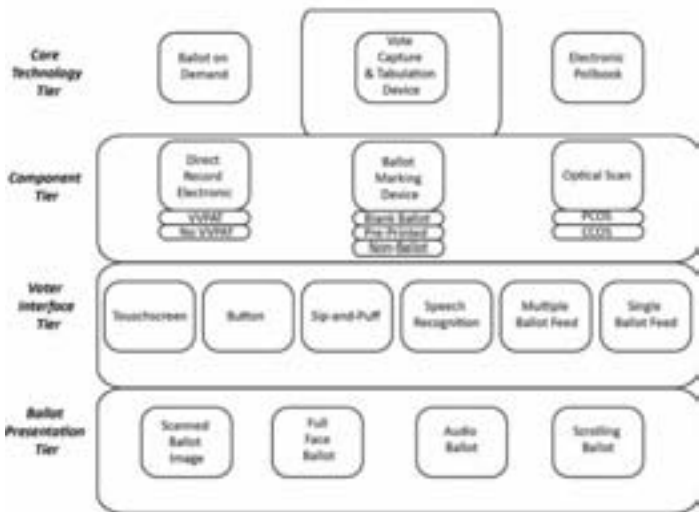 Core
Technology
Tier
Ballot on
Demand
Vote
Capture
& Tabulation
Device
Electronic
Pollbook
Component
Tier
Direct
Record
Electronic
VVPAT
No VVPAT
Ballot
Marking
Device
Blank Ballot
Pre-Printed
Non-Ballot
Optical Scan
PCOS
CCOS
Voter
Interface
Tier
Touchscreen
Button
Sip-and-Puff
Speech
Recognition
Multiple
Ballot Feed
Single
Ballot Feed
Ballot
Presentation
Tier
Scanned
Ballot
Image
Full
Face
Ballot
Audio
Ballot
Scrolling
Ballot